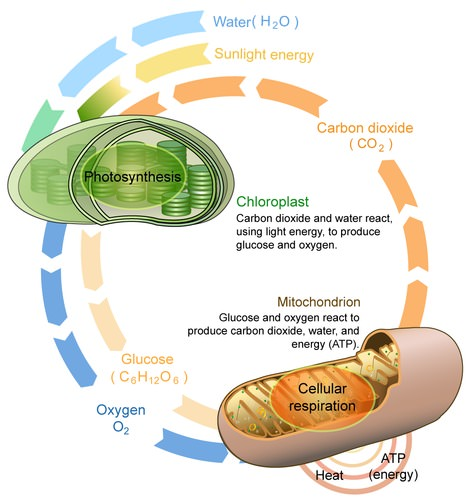 Water(H₂O)
Sunlight energy
Carbon dioxide
(CO₂)
Photosynthesis
Chloroplast
Carbon dioxide and water react,
using light energy, to produce
glucose and oxygen.
Mitochondrion
Glucose and oxygen react to
produce carbon dioxide, water, and
energy (ATP).
Glucose
(C₆H₁₂O₆)
Oxygen
O₂
Cellular
respiration
Heat
ATP
(energy)